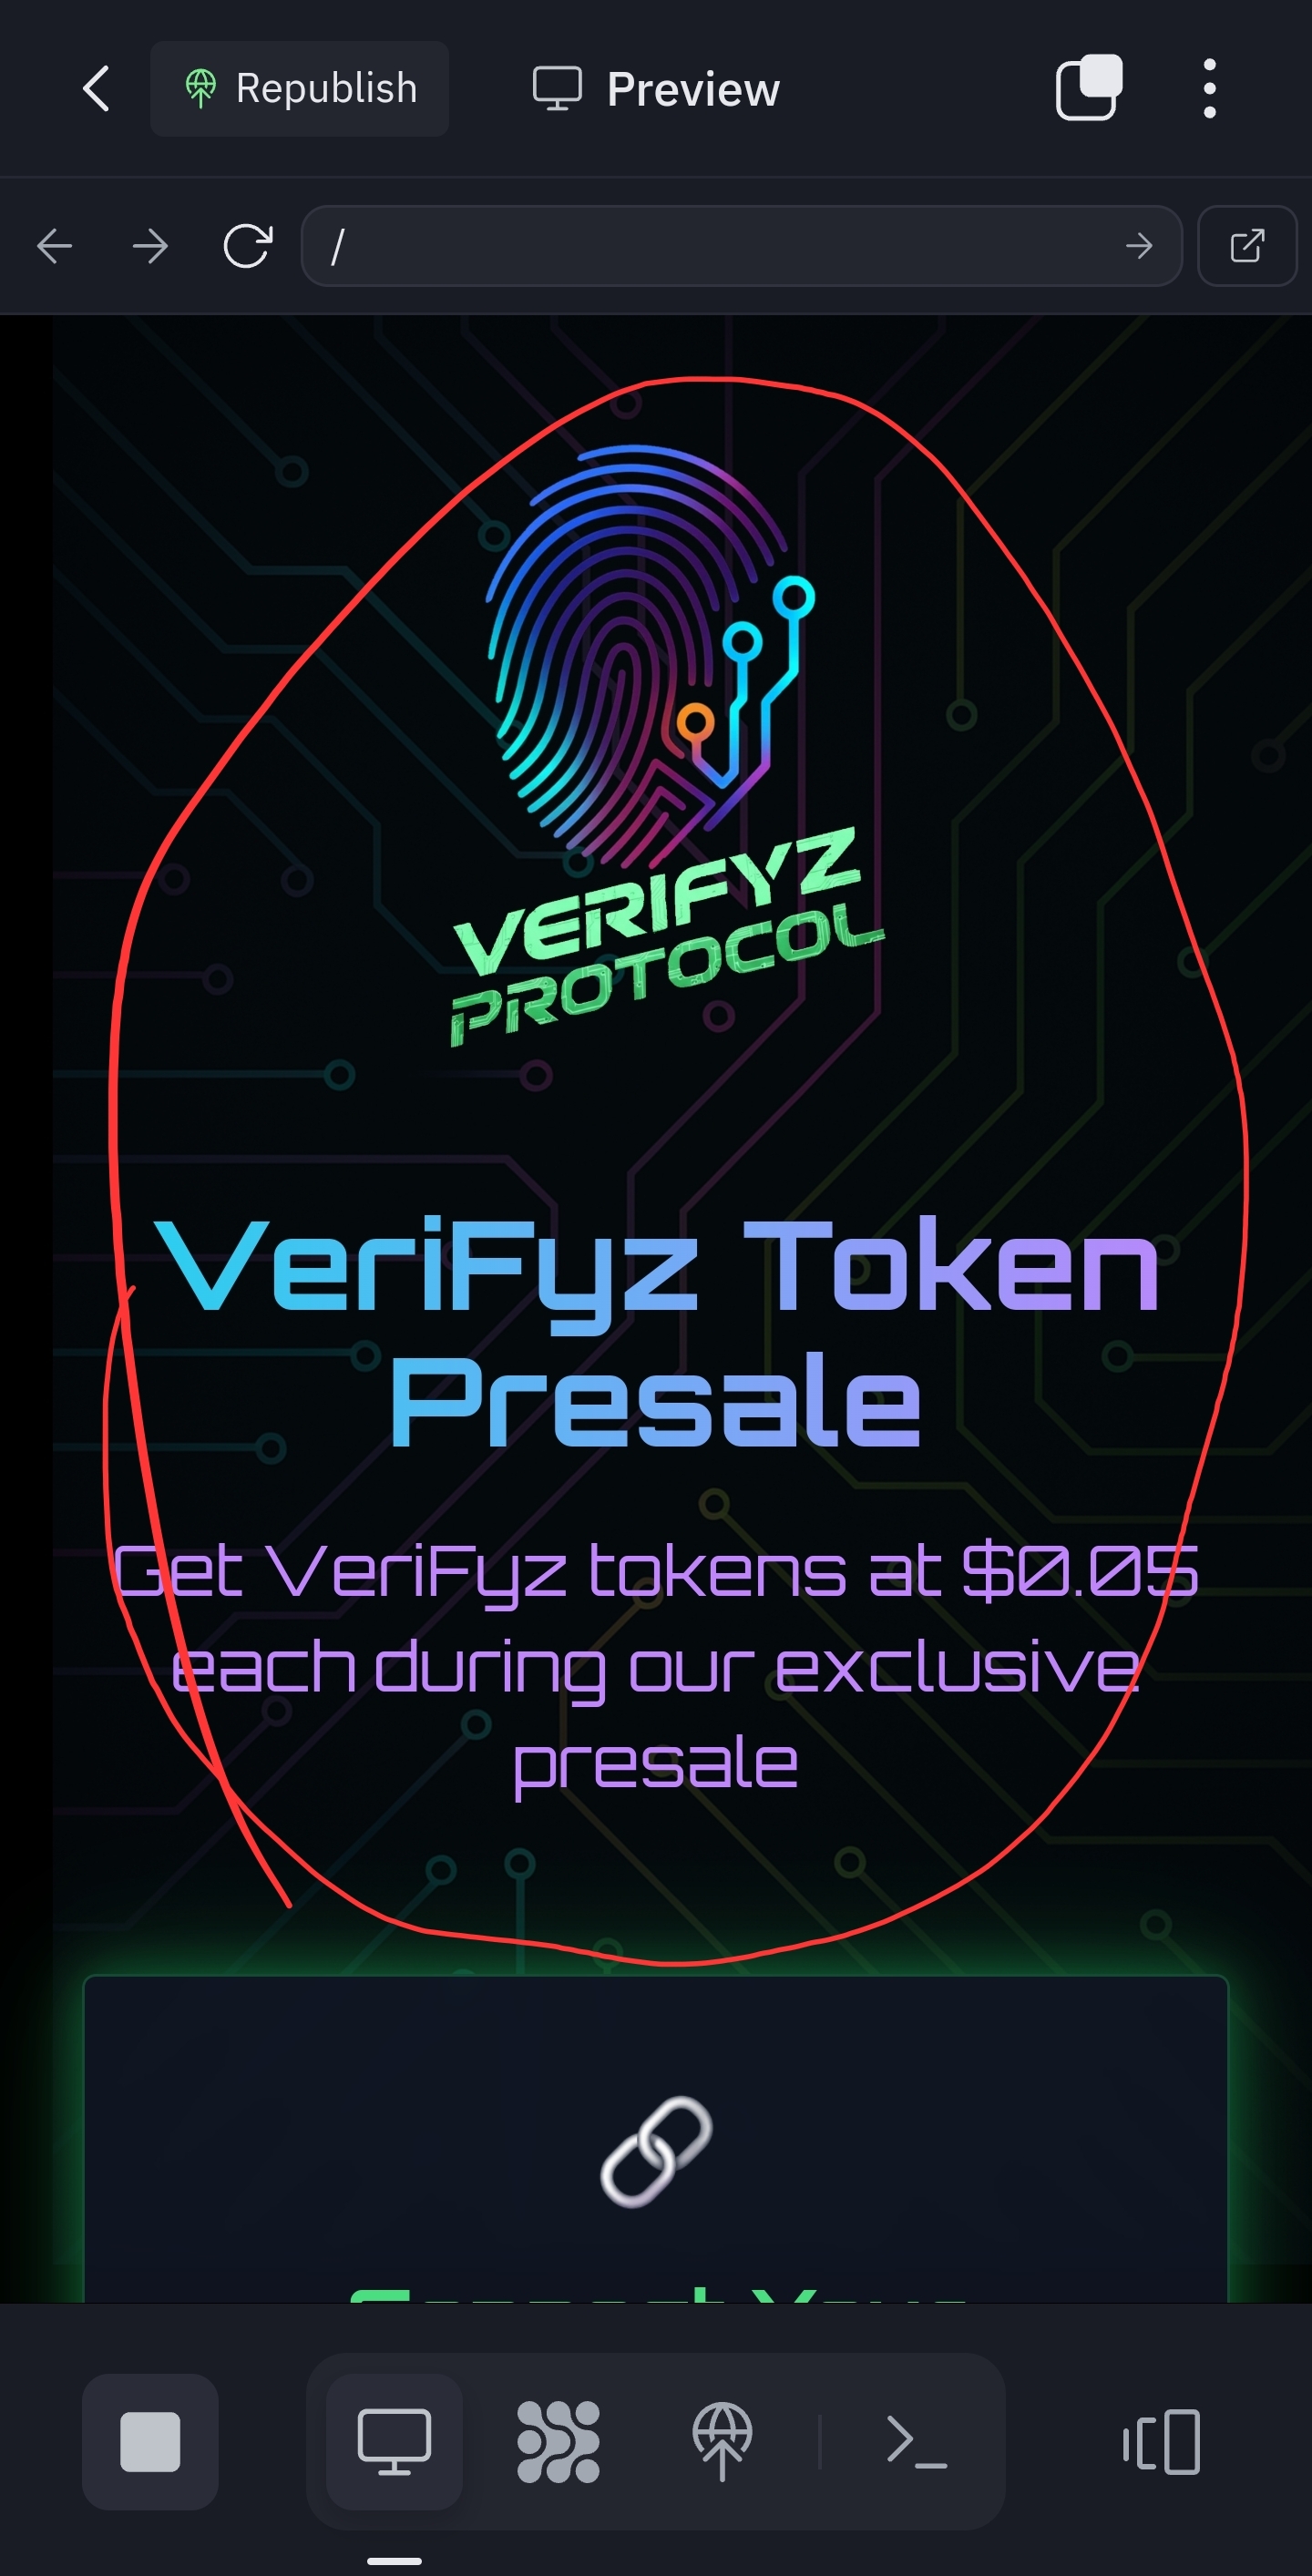 Republish
Preview
/
VERIFYZ
PROTOCOL
VeriFyz Token
Presale
Get VeriFyz tokens at $0.05
each during our exclusive
presale